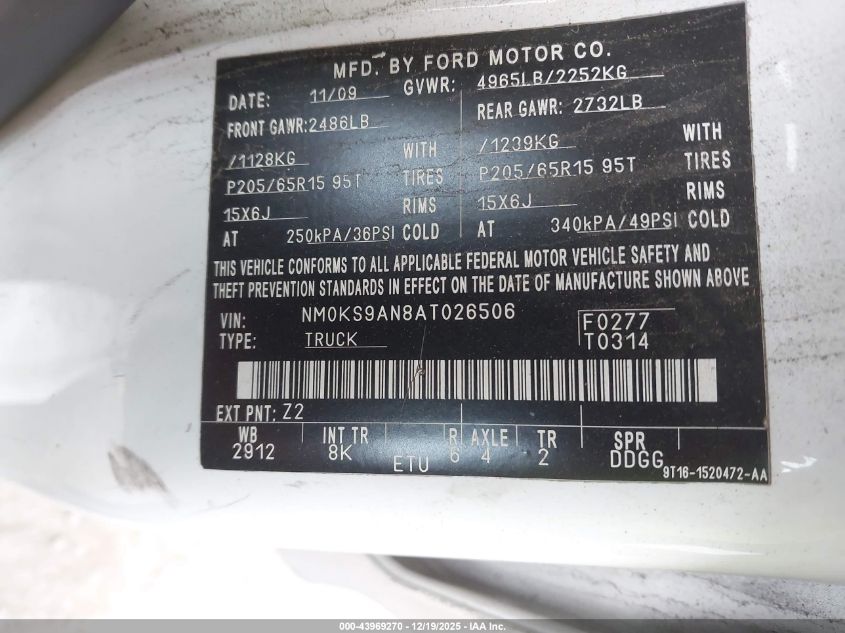 MFD. BY FORD MOTOR CO.
DATE: 11/09 GVWR: 4965LB/2252KG
FRONT GAWR: 2486LB REAR GAWR: 2732LB
/1128KG WITH /1239KG WITH
P205/65R15 95T TIRES P205/65R15 95T TIRES
15X6J RIMS 15X6J RIMS
AT 250kPA/36PSI COLD AT 340kPA/49PSI COLD
THIS VEHICLE CONFORMS TO ALL APPLICABLE FEDERAL MOTOR VEHICLE SAFETY AND
THEFT PREVENTION STANDARDS IN EFFECT ON THE DATE OF MANUFACTURE SHOWN ABOVE
VIN: NM0KS9AN8AT026506 F0277
TYPE: TRUCK T0314
EXT PNT: Z2
WB INT TR R AXLE TR SPR
2912 8K ETU 6 4 2 DDGG
9T16-1520472-AA
000-43969270 - 12/19/2025 - IAA Inc.